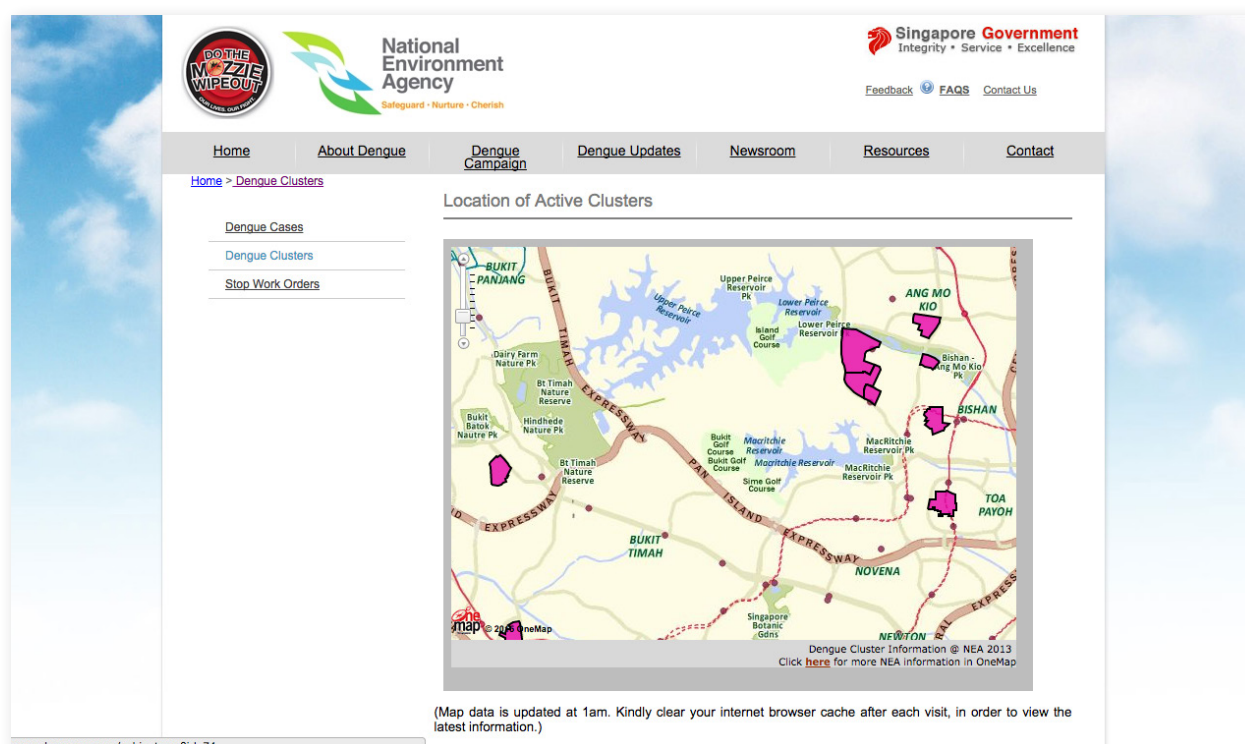 DO THE
MOZZIE
WIPEOUT
OUR LIVES. OUR FIGHT.
National
Environment
Agency
Safeguard · Nurture · Cherish
Singapore Government
Integrity • Service • Excellence
Feedback FAQS Contact Us
Home
About Dengue
Dengue
Campaign
Dengue Updates
Newsroom
Resources
Contact
Home > Dengue Clusters
Dengue Cases
Dengue Clusters
Stop Work Orders
Location of Active Clusters
BUKIT
PANJANG
BUKIT TIMAH EXPRESSWAY
Upper Peirce
Reservoir
Pk
Upper Peirce
Reservoir
Lower Peirce
Reservoir
ANG MO
KIO
Island
Golf
Course
Lower Peirce
Reservoir
Dairy Farm
Nature Pk
Bishan -
Ang Mo Kio
Pk
Bt Timah
Nature
Reserve
BISHAN
Bukit
Batok
Nautre Pk
Hindhede
Nature Pk
Bukit
Golf
Course
Macritchie
Reservoir
MacRitchie
Reservoir Pk
Bukit Golf
Course
Macritchie Reservoir
MacRitchie
Reservoir Pk
Bt Timah
Nature
Reserve
Sime Golf
Course
PAN ISLAND EXPRESSWAY
TOA
PAYOH
EXPRESSWAY
BUKIT
TIMAH
NOVENA
EXPRESS
Singapore
Botanic
Gdns
NEWTON
One
map © OneMap
Dengue Cluster Information @ NEA 2013
Click here for more NEA information in OneMap
(Map data is updated at 1am. Kindly clear your internet browser cache after each visit, in order to view the
latest information.)